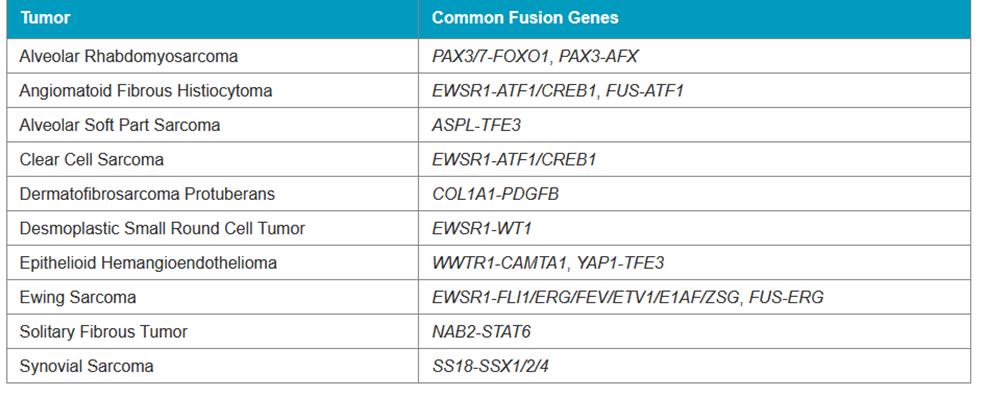 Tumor Common Fusion Genes
Alveolar Rhabdomyosarcoma PAX3/7-FOXO1, PAX3-AFX
Angiomatoid Fibrous Histiocytoma EWSR1-ATF1/CREB1, FUS-ATF1
Alveolar Soft Part Sarcoma ASPL-TFE3
Clear Cell Sarcoma EWSR1-ATF1/CREB1
Dermatofibrosarcoma Protuberans COL1A1-PDGFB
Desmoplastic Small Round Cell Tumor EWSR1-WT1
Epithelioid Hemangioendothelioma WWTR1-CAMTA1, YAP1-TFE3
Ewing Sarcoma EWSR1-FLI1/ERG/FEV/ETV1/E1AF/ZSG, FUS-ERG
Solitary Fibrous Tumor NAB2-STAT6
Synovial Sarcoma SS18-SSX1/2/4